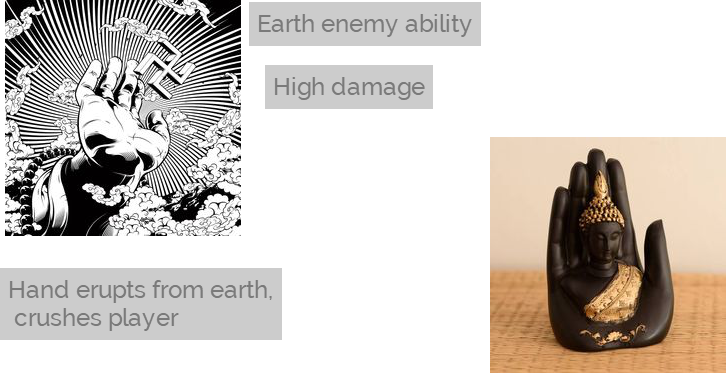 Earth enemy ability
High damage
Hand erupts from earth,
crushes player